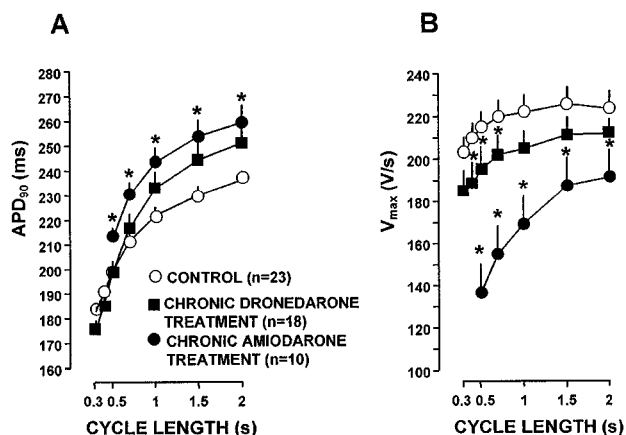 A
APD90 (ms)
280
270
260
250
240
230
220
210
200
190
180
170
160
* * * * *
○ CONTROL (n=23)
■ CHRONIC DRONEDARONE
TREATMENT (n=18)
● CHRONIC AMIODARONE
TREATMENT (n=10)
0.3 0.5 1 1.5 2
CYCLE LENGTH (s)
B
Vmax (V/s)
240
220
200
180
160
140
120
100
* * *
* * * * *
0.3 0.5 1 1.5 2
CYCLE LENGTH (s)